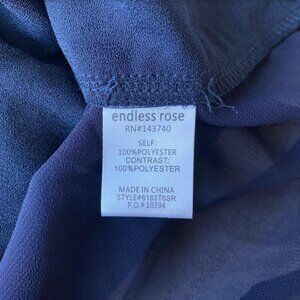 endless rose
RN#143740
SELF:
100%POLYESTER
CONTRAST:
100%POLYESTER
MADE IN CHINA
STYLE#6183T6SR
P.O.# 10394